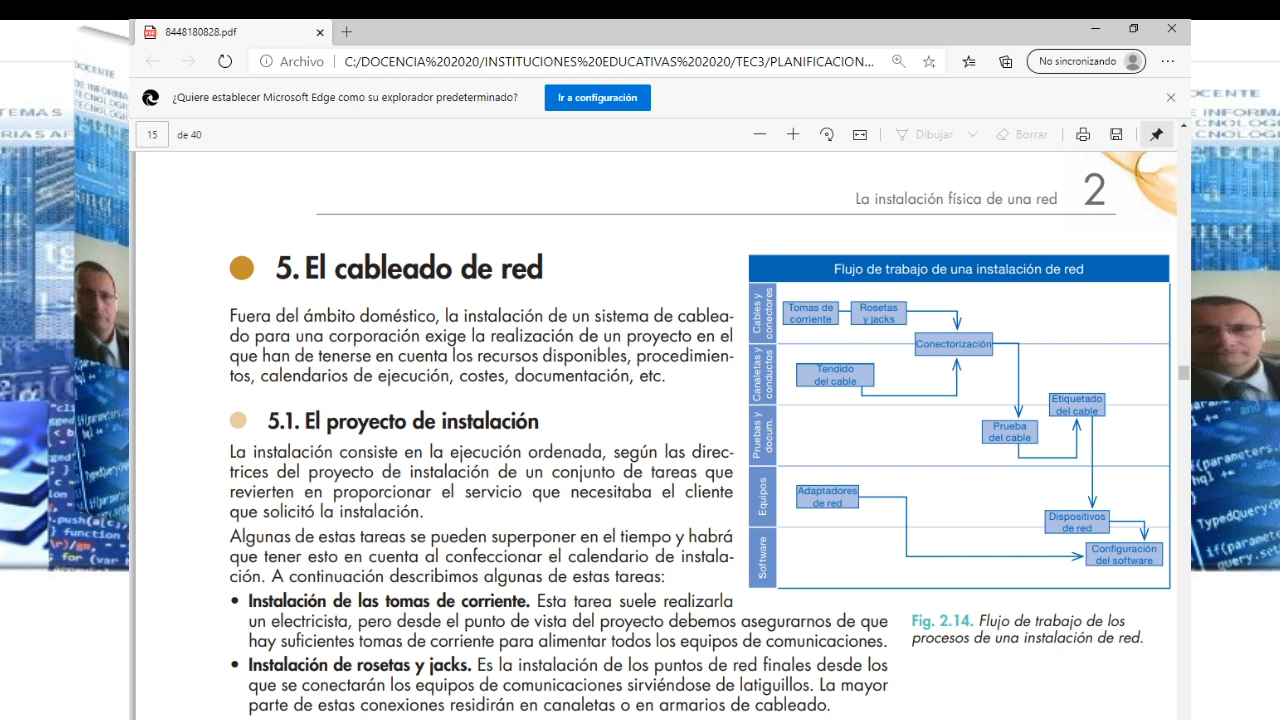 8448180828.pdf
Archivo
C:/DOCENCIA%202020/INSTITUCIONES%20EDUCATIVAS%202020/TEC3/PLANIFICACION...
No sincronizando
¿Quiere establecer Microsoft Edge como su explorador predeterminado?
Ir a configuración
15 de 40
Dibujar
Borrar
La instalación física de una red 2
5. El cableado de red
Fuera del ámbito doméstico, la instalación de un sistema de cablea-
do para una corporación exige la realización de un proyecto en el
que han de tenerse en cuenta los recursos disponibles, procedimien-
tos, calendarios de ejecución, costes, documentación, etc.
5.1. El proyecto de instalación
La instalación consiste en la ejecución ordenada, según las direc-
trices del proyecto de instalación de un conjunto de tareas que
revierten en proporcionar el servicio que necesitaba el cliente
que solicitó la instalación.
Algunas de estas tareas se pueden superponer en el tiempo y habrá
que tener esto en cuenta al confeccionar el calendario de instala-
ción. A continuación describimos algunas de estas tareas:
• Instalación de las tomas de corriente. Esta tarea suele realizarla
un electricista, pero desde el punto de vista del proyecto debemos asegurarnos de que
hay suficientes tomas de corriente para alimentar todos los equipos de comunicaciones.
• Instalación de rosetas y jacks. Es la instalación de los puntos de red finales desde los
que se conectarán los equipos de comunicaciones sirviéndose de latiguillos. La mayor
parte de estas conexiones residirán en canaletas o en armarios de cableado.
Flujo de trabajo de una instalación de red
Cables y
conectores
Tomas de
corriente
Rosetas
y jacks
Conectorización
Canaletas y
conductos
Tendido
del cable
Pruebas y
docum.
Etiquetado
del cable
Prueba
del cable
Equipos
Adaptadores
de red
Dispositivos
de red
Software
Configuración
del software
Fig. 2.14. Flujo de trabajo de los
procesos de una instalación de red.